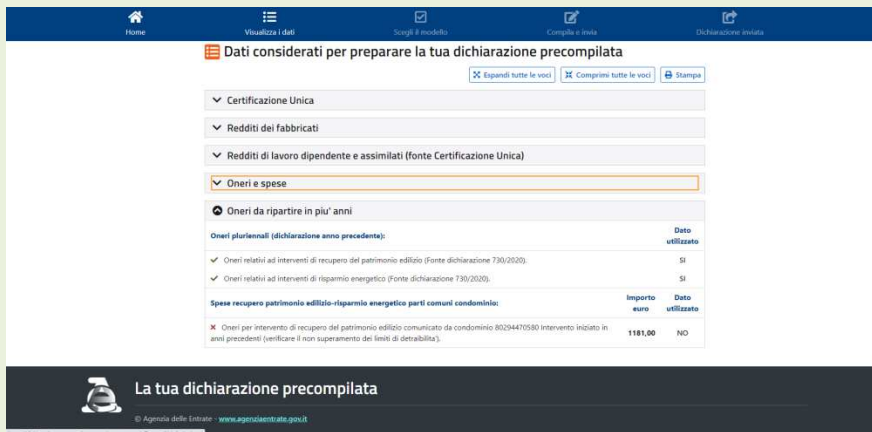 Home
Visualizza i dati
Scegli il modello
Compila e invia
Dichiarazione inviata
Dati considerati per preparare la tua dichiarazione precompilata
Espandi tutte le voci
Comprimi tutte le voci
Stampa
Certificazione Unica
Redditi dei fabbricati
Redditi di lavoro dipendente e assimilati (fonte Certificazione Unica)
Oneri e spese
Oneri da ripartire in piu' anni
Oneri pluriennali (dichiarazione anno precedente):
Dato
utilizzato
Oneri relativi ad interventi di recupero del patrimonio edilizio (Fonte dichiarazione 730/2020).
SI
Oneri relativi ad interventi di risparmio energetico (Fonte dichiarazione 730/2020).
SI
Spese recupero patrimonio edilizio-risparmio energetico parti comuni condominio:
Importo
euro
Dato
utilizzato
Oneri per intervento di recupero del patrimonio edilizio comunicato da condominio 80294470580 Intervento iniziato in
anni precedenti (verificare il non superamento dei limiti di detraibilita').
1181,00
NO
La tua dichiarazione precompilata
© Agenzia delle Entrate - www.agenziaentrate.gov.it